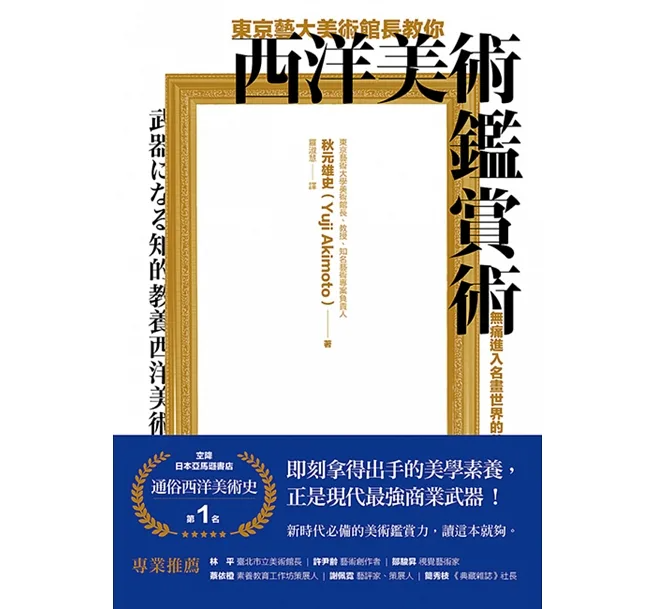 東京藝大美術館長教你
西洋美術鑑賞術
無痛進入名畫世界的
東京藝術大學美術館長、教授、知名藝術專案負責人
秋元雄史（Yuji Akimoto）——著
羅淑慧——譯
武器になる知的教養西洋美術
空降
日本亞馬遜書店
通俗西洋美術史
第1名
即刻拿得出手的美學素養，
正是現代最強商業武器！
新時代必備的美術鑑賞力，讀這本就夠。
專業推薦
林 平 臺北市立美術館長｜許尹齡 藝術創作者｜鄒駿昇 視覺藝術家
蕭依橙 素養教育工作坊策展人｜謝佩霓 藝評家、策展人｜簡秀枝 《典藏雜誌》社長